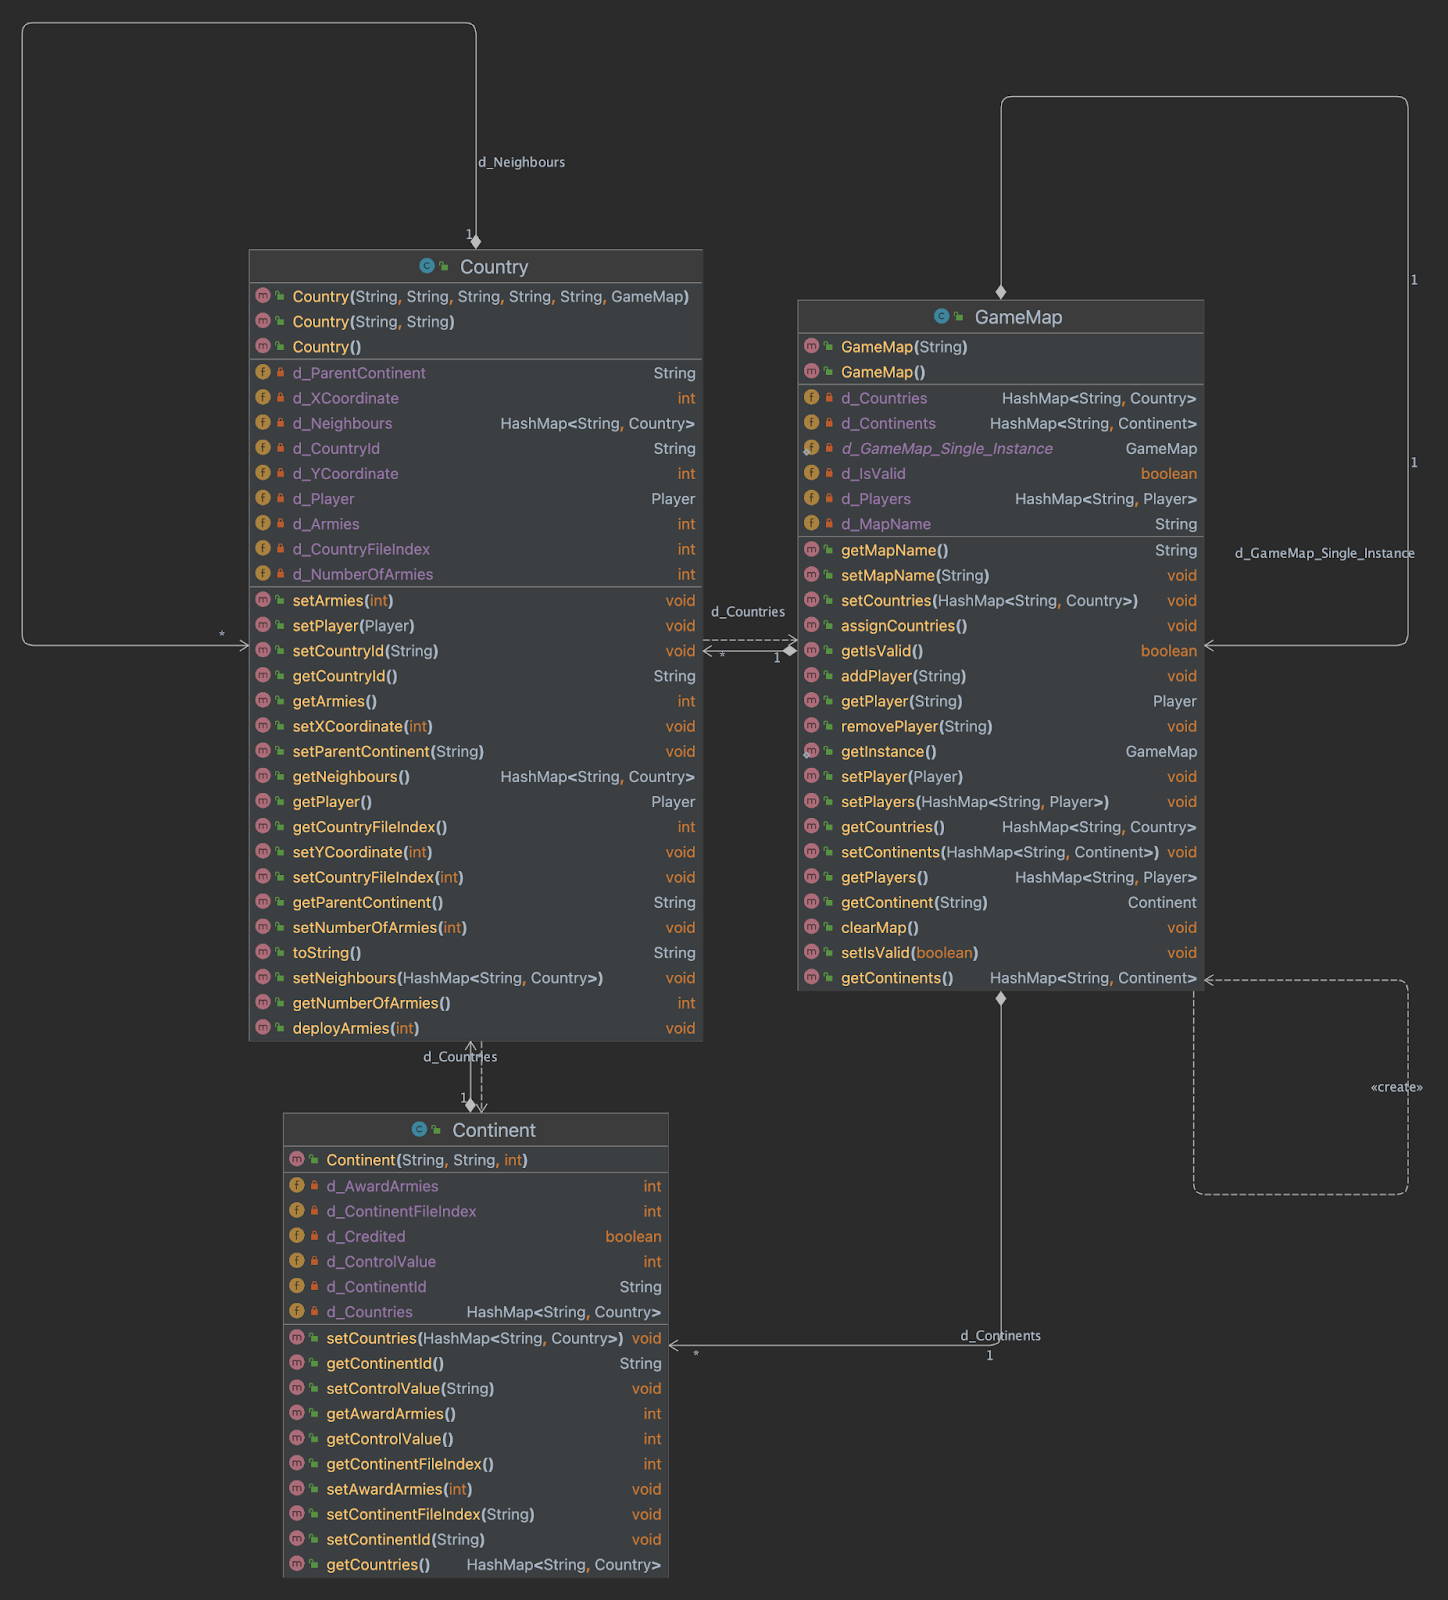 d_Neighbours
1
Country
Country(String, String, String, String, String, GameMap)
Country(String, String)
Country()
d_ParentContinent String
d_XCoordinate int
d_Neighbours HashMap<String, Country>
d_CountryId String
d_YCoordinate int
d_Player Player
d_Armies int
d_CountryFileIndex int
d_NumberOfArmies int
setArmies(int) void
setPlayer(Player) void
setCountryId(String) void
getCountryId() String
getArmies() int
setXCoordinate(int) void
setParentContinent(String) void
getNeighbours() HashMap<String, Country>
getPlayer() Player
getCountryFileIndex() int
setYCoordinate(int) void
setCountryFileIndex(int) void
getParentContinent() String
setNumberOfArmies(int) void
toString() String
setNeighbours(HashMap<String, Country>) void
getNumberOfArmies() int
deployArmies(int) void
*
d_Countries
*
1
GameMap
GameMap(String)
GameMap()
d_Countries HashMap<String, Country>
d_Continents HashMap<String, Continent>
d_GameMap_Single_Instance GameMap
d_IsValid boolean
d_Players HashMap<String, Player>
d_MapName String
getMapName() String
setMapName(String) void
setCountries(HashMap<String, Country>) void
assignCountries() void
getIsValid() boolean
addPlayer(String) void
getPlayer(String) Player
removePlayer(String) void
getInstance() GameMap
setPlayer(Player) void
setPlayers(HashMap<String, Player>) void
getCountries() HashMap<String, Country>
setContinents(HashMap<String, Continent>) void
getPlayers() HashMap<String, Player>
getContinent(String) Continent
clearMap() void
setIsValid(boolean) void
getContinents() HashMap<String, Continent>
1
1
d_GameMap_Single_Instance
«create»
d_Countries
1
Continent
Continent(String, String, int)
d_AwardArmies int
d_ContinentFileIndex int
d_Credited boolean
d_ControlValue int
d_ContinentId String
d_Countries HashMap<String, Country>
setCountries(HashMap<String, Country>) void
getContinentId() String
setControlValue(String) void
getAwardArmies() int
getControlValue() int
getContinentFileIndex() int
setAwardArmies(int) void
setContinentFileIndex(String) void
setContinentId(String) void
getCountries() HashMap<String, Country>
d_Continents
*
1